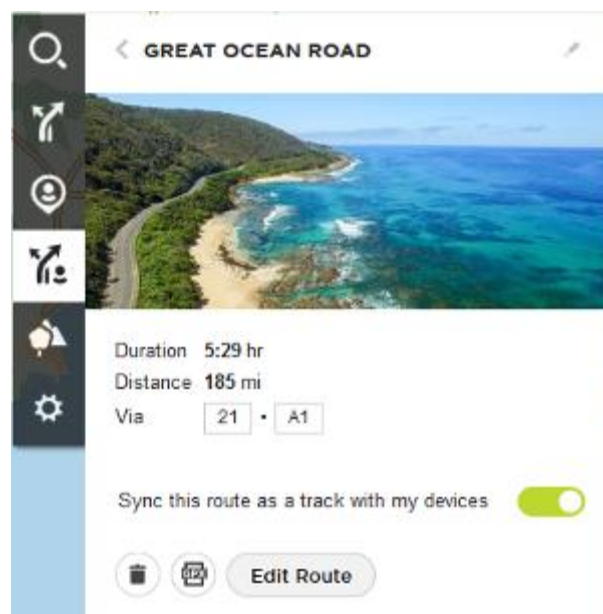 GREAT OCEAN ROAD
Duration 5:29 hr
Distance 185 mi
Via 21 • A1
Sync this route as a track with my devices
GPX
Edit Route